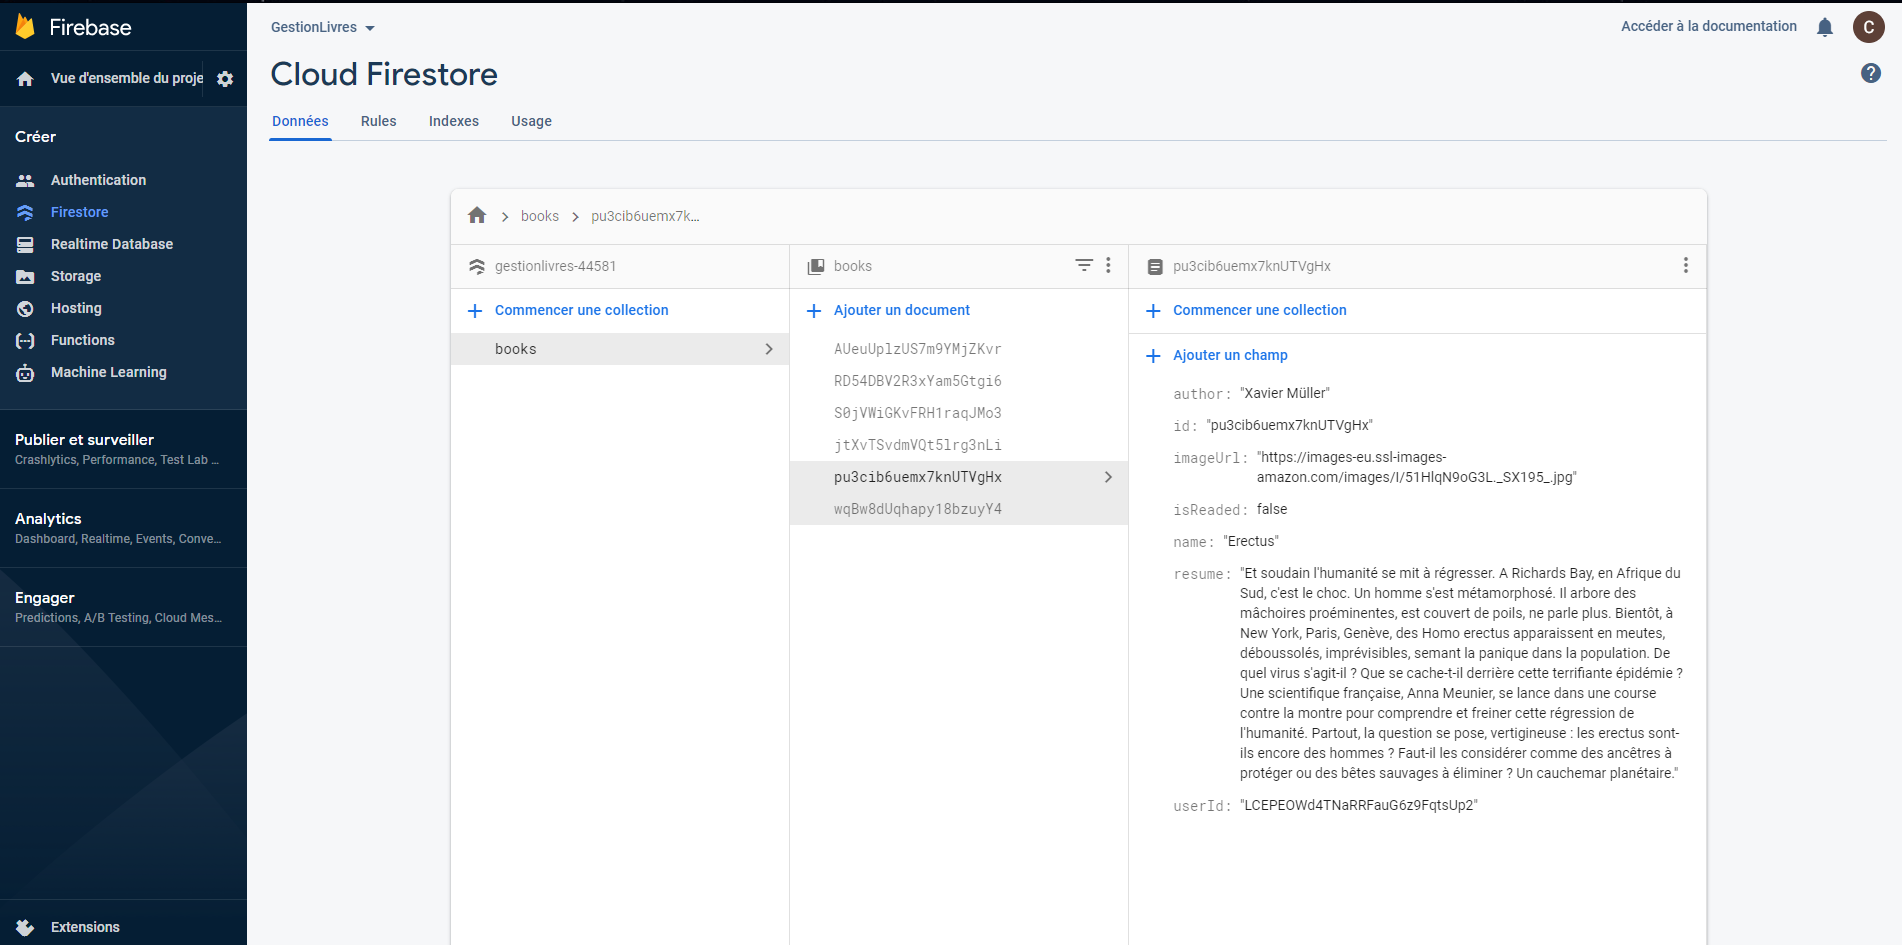 Firebase
Vue d'ensemble du proje
Créer
Authentication
Firestore
Realtime Database
Storage
Hosting
Functions
Machine Learning
Publier et surveiller
Crashlytics, Performance, Test Lab ...
Analytics
Dashboard, Realtime, Events, Conve...
Engager
Predictions, A/B Testing, Cloud Mes...
Extensions
GestionLivres
Accéder à la documentation
C
Cloud Firestore
Données Rules Indexes Usage
books pu3cib6uemx7k...
gestionlivres-44581
Commencer une collection
books
books
Ajouter un document
AUeuUplzUS7m9YMjZKvr
RD54DBV2R3xYam5Gtgi6
S0jVWiGKvFRH1raqJMo3
jtXvTSvdmVQt5lrg3nLi
pu3cib6uemx7knUTVgHx
wqBw8dUqhapy18bzuyY4
pu3cib6uemx7knUTVgHx
Commencer une collection
Ajouter un champ
author: "Xavier Müller"
id: "pu3cib6uemx7knUTVgHx"
imageUrl: "https://images-eu.ssl-images-
amazon.com/images/I/51HlqN9oG3L._SX195_.jpg"
isReaded: false
name: "Erectus"
resume: "Et soudain l'humanité se mit à régresser. A Richards Bay, en Afrique du
Sud, c'est le choc. Un homme s'est métamorphosé. Il arbore des
mâchoires proéminentes, est couvert de poils, ne parle plus. Bientôt, à
New York, Paris, Genève, des Homo erectus apparaissent en meutes,
déboussolés, imprévisibles, semant la panique dans la population. De
quel virus s'agit-il ? Que se cache-t-il derrière cette terrifiante épidémie ?
Une scientifique française, Anna Meunier, se lance dans une course
contre la montre pour comprendre et freiner cette régression de
l'humanité. Partout, la question se pose, vertigineuse : les erectus sont-
ils encore des hommes ? Faut-il les considérer comme des ancêtres à
protéger ou des bêtes sauvages à éliminer ? Un cauchemar planétaire."
userId: "LCEPEOWd4TNaRRFauG6z9FqtsUp2"